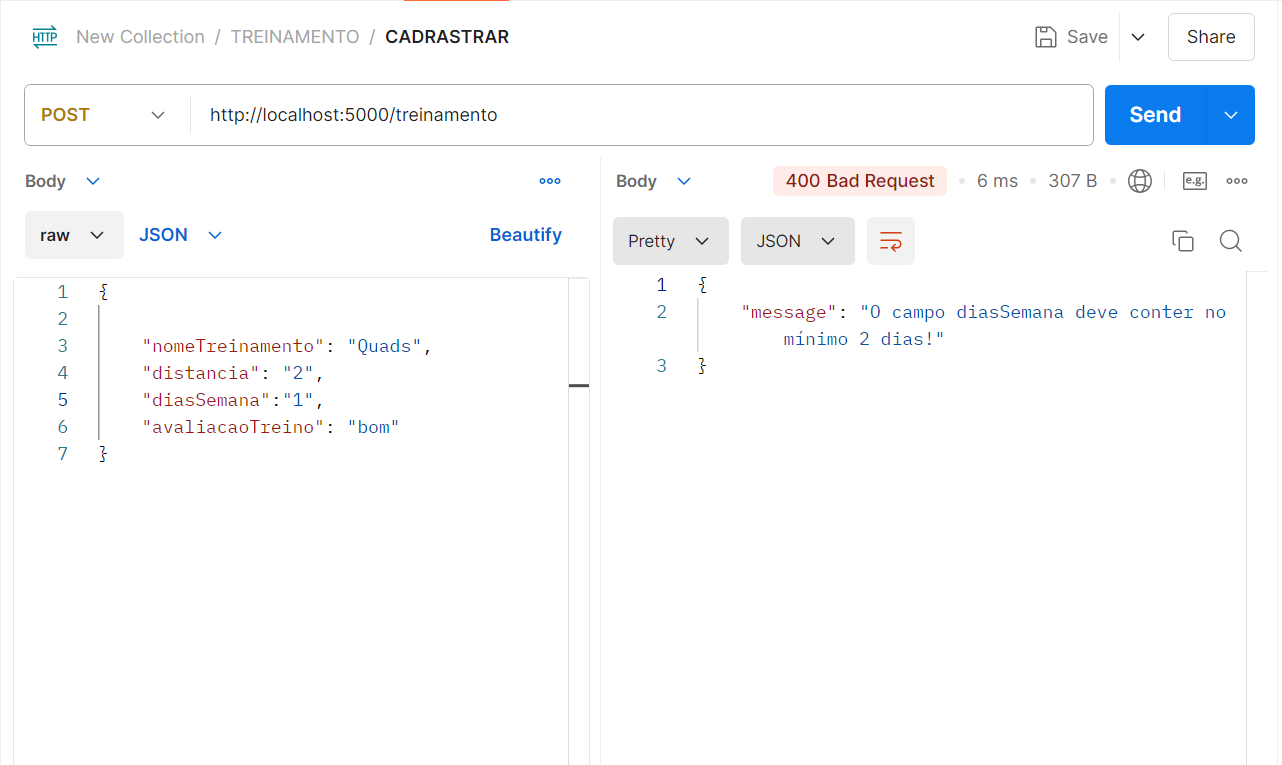 HTTP New Collection / TREINAMENTO / CADRASTRAR Save Share
POST http://localhost:5000/treinamento Send
Body Body 400 Bad Request 6 ms 307 B e.g.
raw JSON Beautify
Pretty JSON
1 {
2
3 "nomeTreinamento": "Quads",
4 "distancia": "2",
5 "diasSemana":"1",
6 "avaliacaoTreino": "bom"
7 }
1 {
2 "message": "O campo diasSemana deve conter no
mínimo 2 dias!"
3 }